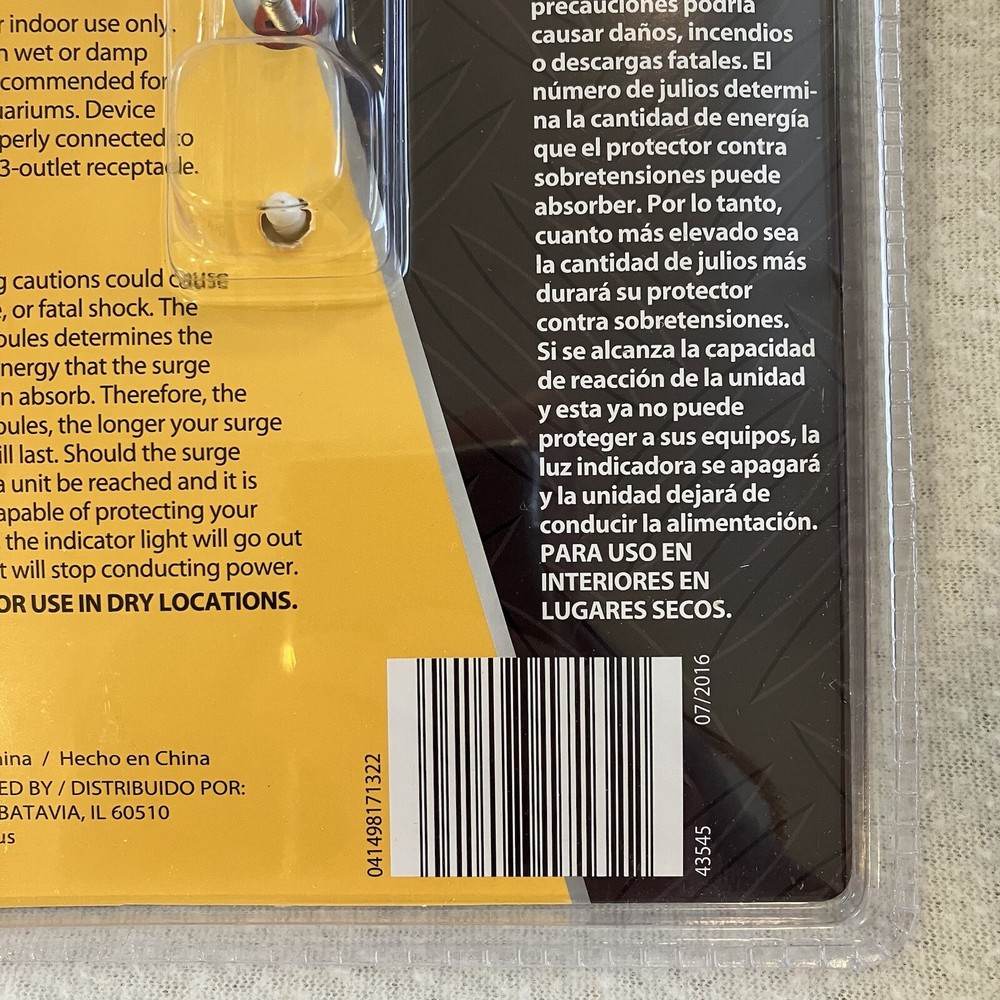 r indoor use only.
n wet or damp
commended for
uariums. Device
perly connected to
3-outlet receptacle.
g cautions could cause
e, or fatal shock. The
oules determines the
nergy that the surge
n absorb. Therefore, the
oules, the longer your surge
ill last. Should the surge
a unit be reached and it is
apable of protecting your
the indicator light will go out
t will stop conducting power.
OR USE IN DRY LOCATIONS.
hina / Hecho en China
ED BY / DISTRIBUIDO POR:
BATAVIA, IL 60510
us
precauciones podría
causar daños, incendios
o descargas fatales. El
número de julios determi-
na la cantidad de energía
que el protector contra
sobretensiones puede
absorber. Por lo tanto,
cuanto más elevado sea
la cantidad de julios más
durará su protector
contra sobretensiones.
Si se alcanza la capacidad
de reacción de la unidad
y esta ya no puede
proteger a sus equipos, la
luz indicadora se apagará
y la unidad dejará de
conducir la alimentación.
PARA USO EN
INTERIORES EN
LUGARES SECOS.
041498171322
43545
07/2016